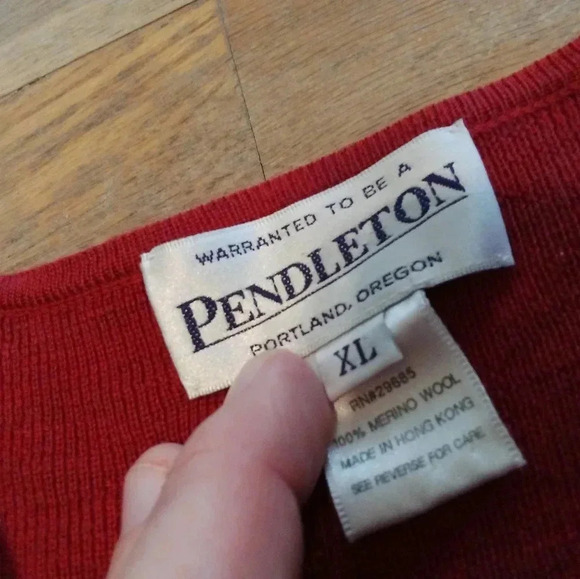 WARRANTED TO BE A
PENDLETON
PORTLAND, OREGON
XL
RN#29685
100% MERINO WOOL
MADE IN HONG KONG
SEE REVERSE FOR CARE